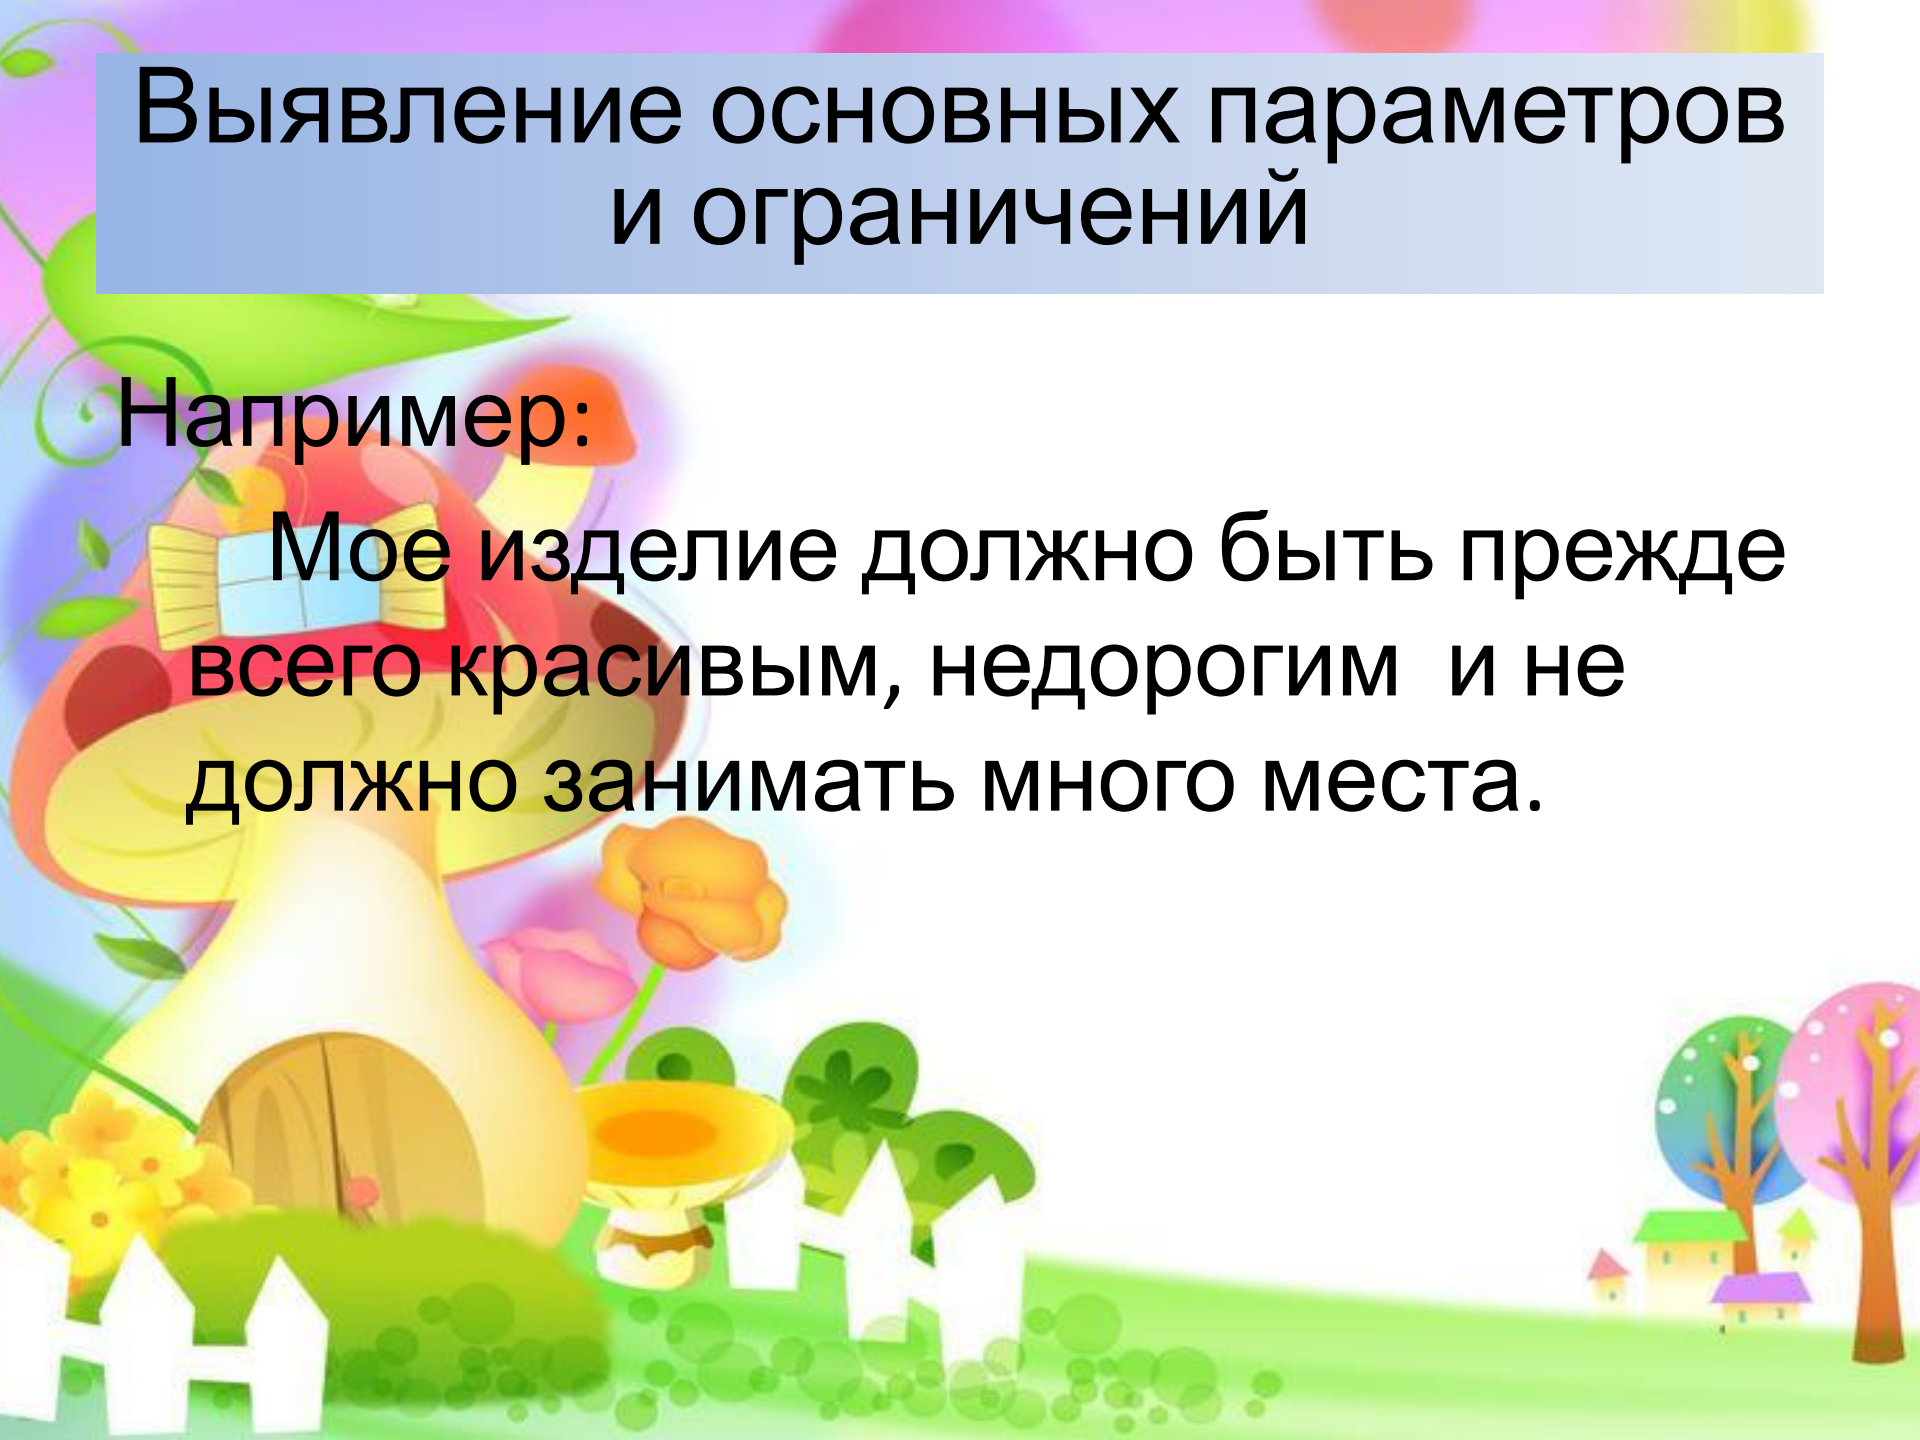 Выявление основных параметров
и ограничений
Например:
Мое изделие должно быть прежде
всего красивым, недорогим и не
должно занимать много места.